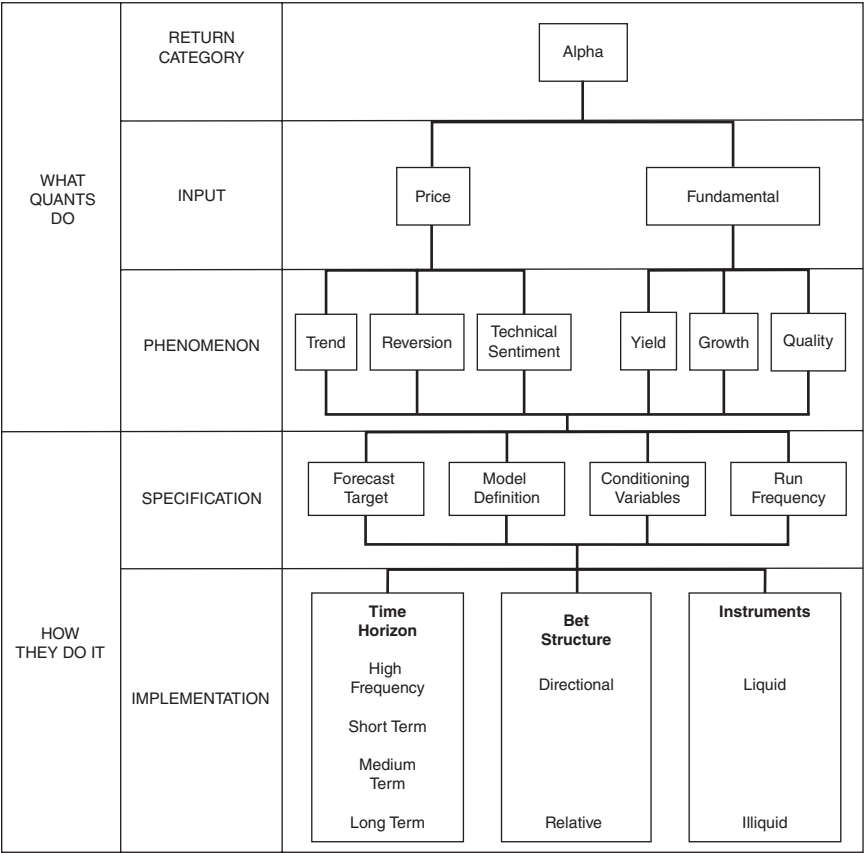 WHAT
QUANTS
DO
RETURN
CATEGORY
Alpha
INPUT
Price
Fundamental
PHENOMENON
Trend
Reversion
Technical
Sentiment
Yield
Growth
Quality
HOW
THEY DO IT
SPECIFICATION
Forecast
Target
Model
Definition
Conditioning
Variables
Run
Frequency
IMPLEMENTATION
Time
Horizon
High
Frequency
Short Term
Medium
Term
Long Term
Bet
Structure
Directional
Relative
Instruments
Liquid
Illiquid